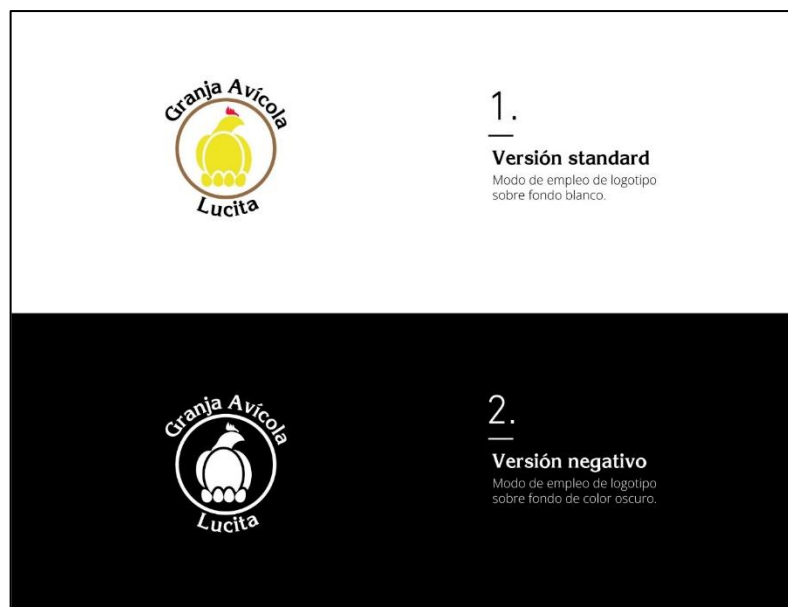 Granja Avícola
Lucita
1.
Versión standard
Modo de empleo de logotipo
sobre fondo blanco.
Granja Avícola
Lucita
2.
Versión negativo
Modo de empleo de logotipo
sobre fondo de color oscuro.